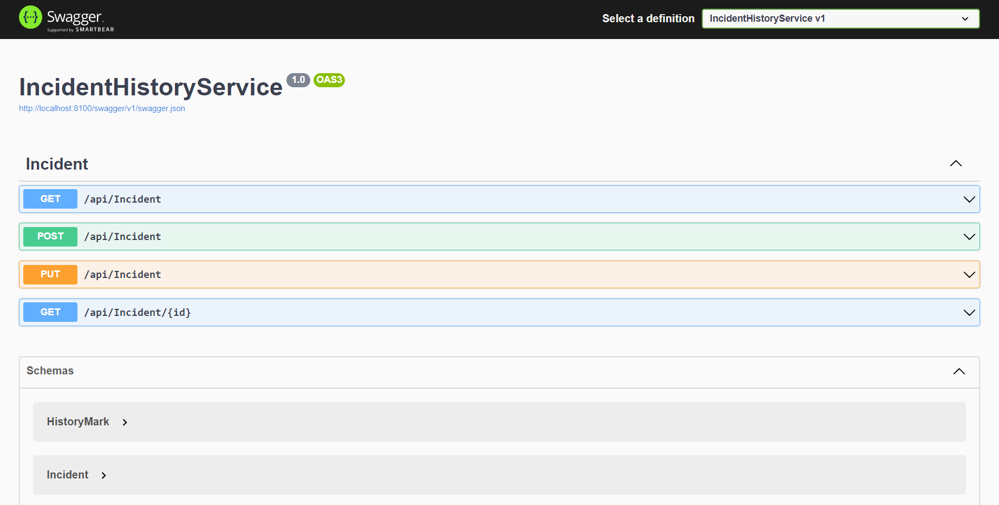 Swagger
Supported by SMARTBEAR
Select a definition
IncidentHistoryService v1
IncidentHistoryService 1.0 OAS3
http://localhost:8100/swagger/v1/swagger.json
Incident
GET /api/Incident
POST /api/Incident
PUT /api/Incident
GET /api/Incident/{id}
Schemas
HistoryMark
Incident